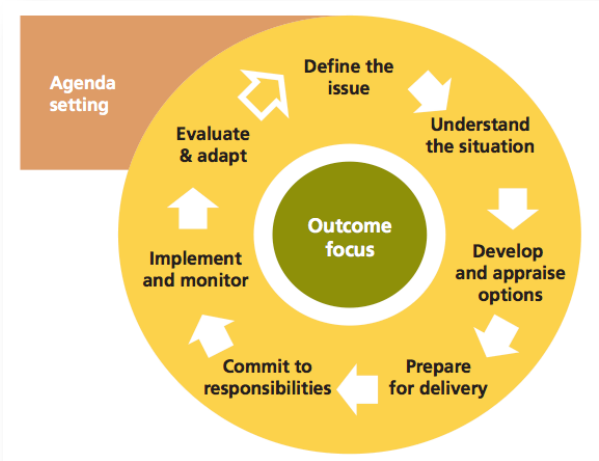 Agenda
setting
Define the
issue
Understand
the situation
Develop
and appraise
options
Prepare
for delivery
Commit to
responsibilities
Implement
and monitor
Evaluate
& adapt
Outcome
focus